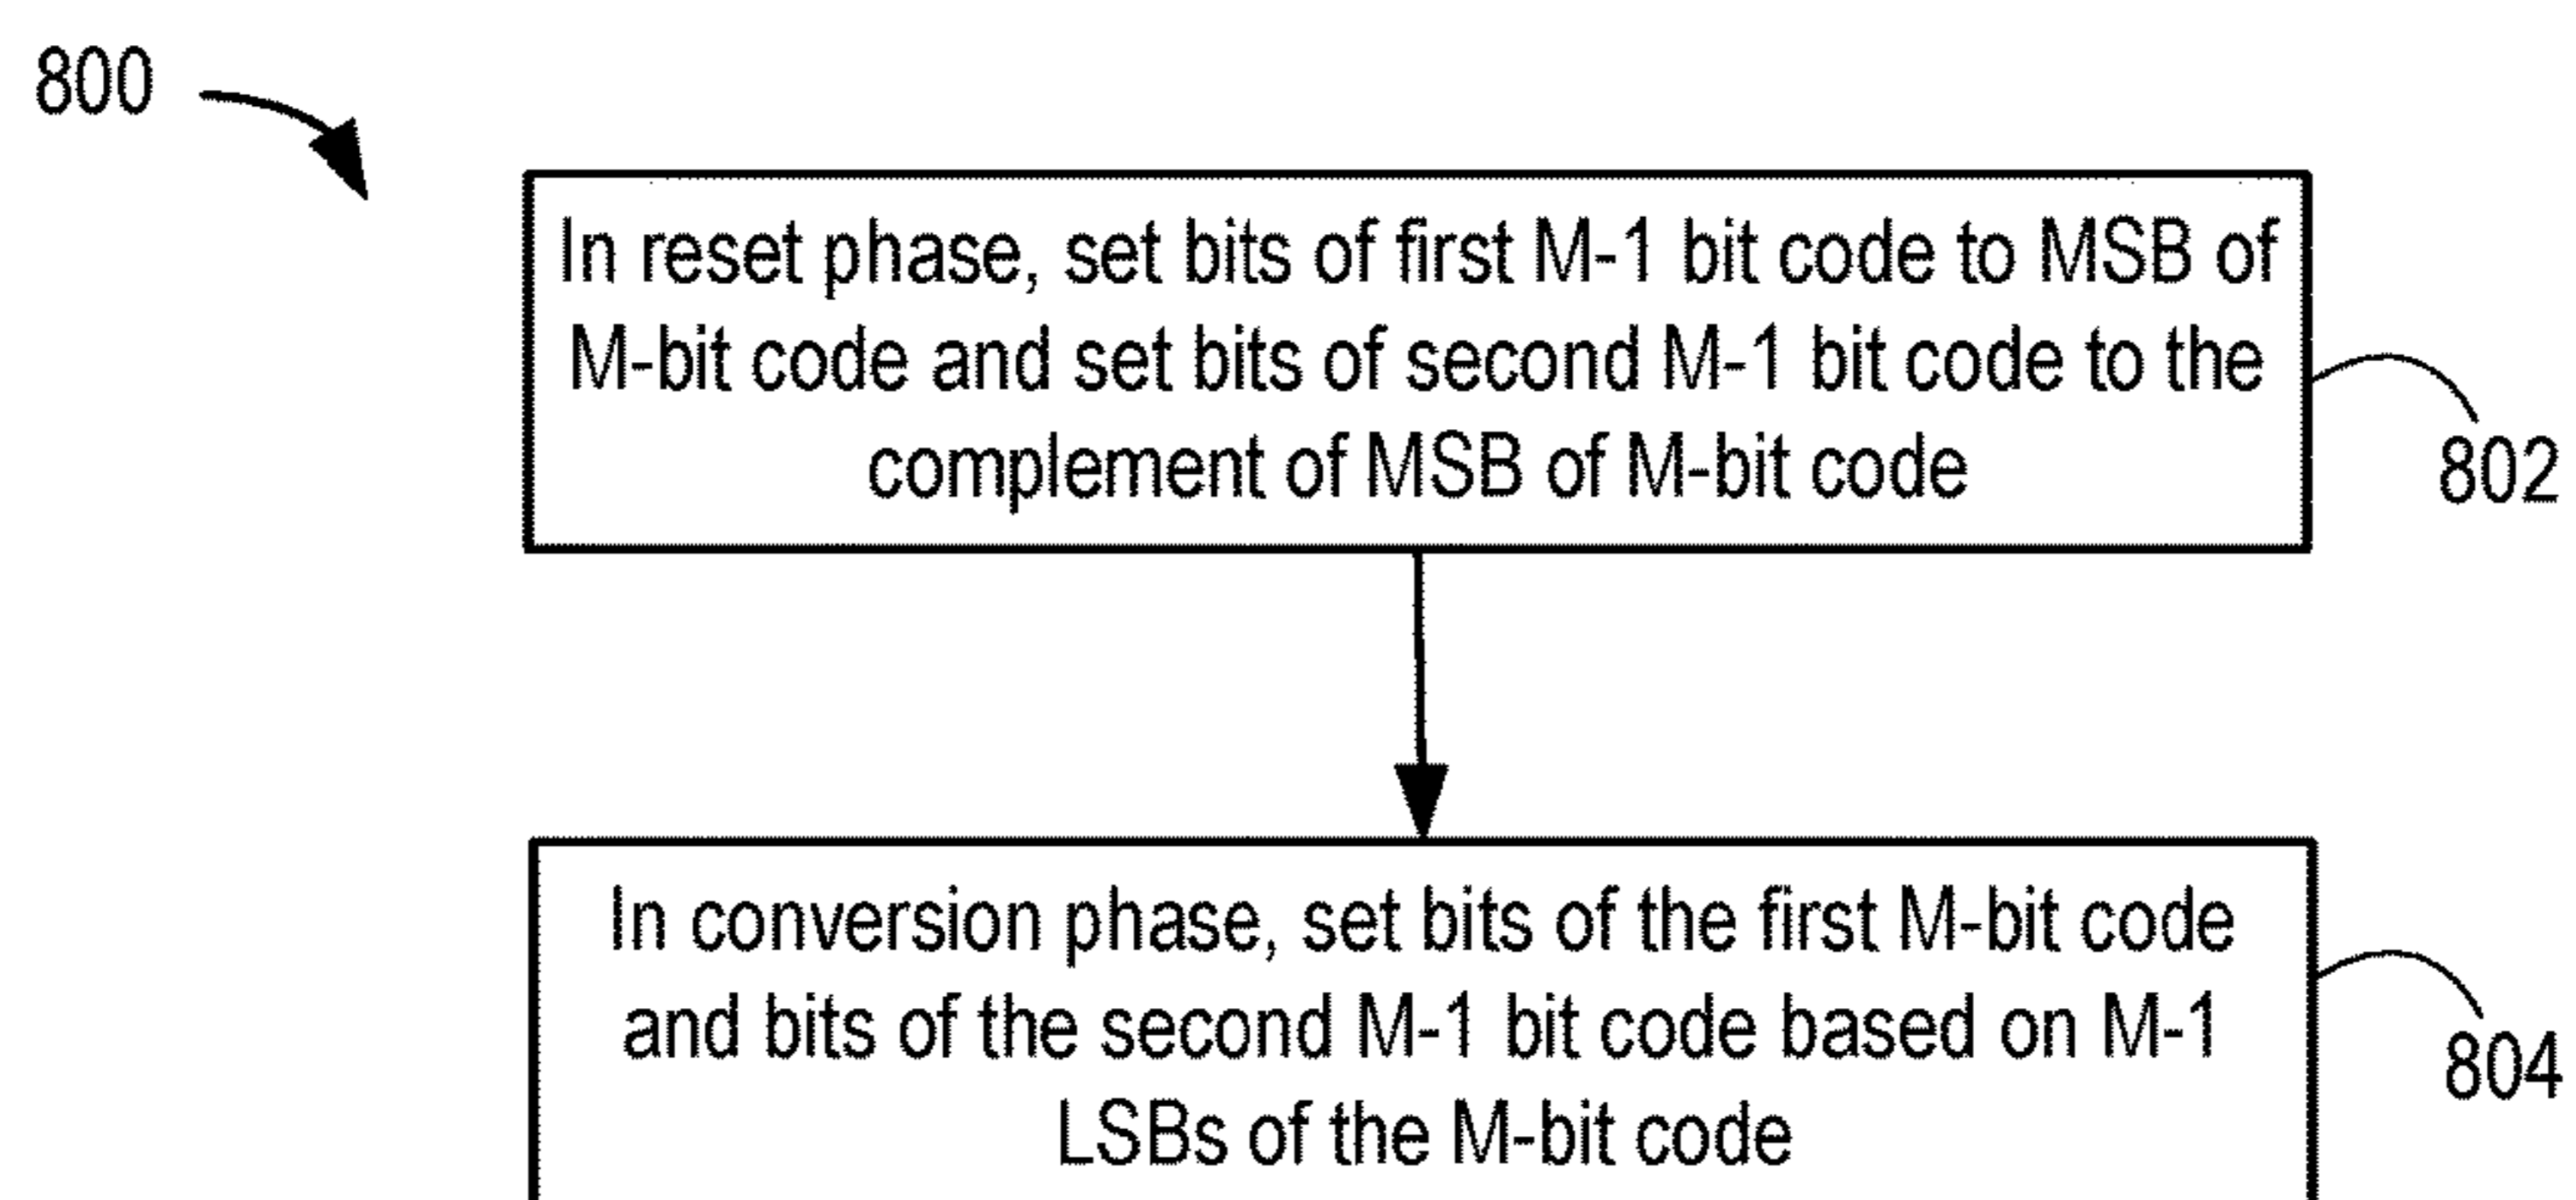 800
In reset phase, set bits of first M-1 bit code to MSB of
M-bit code and set bits of second M-1 bit code to the
complement of MSB of M-bit code
802
In conversion phase, set bits of the first M-bit code
and bits of the second M-1 bit code based on M-1
LSBs of the M-bit code
804